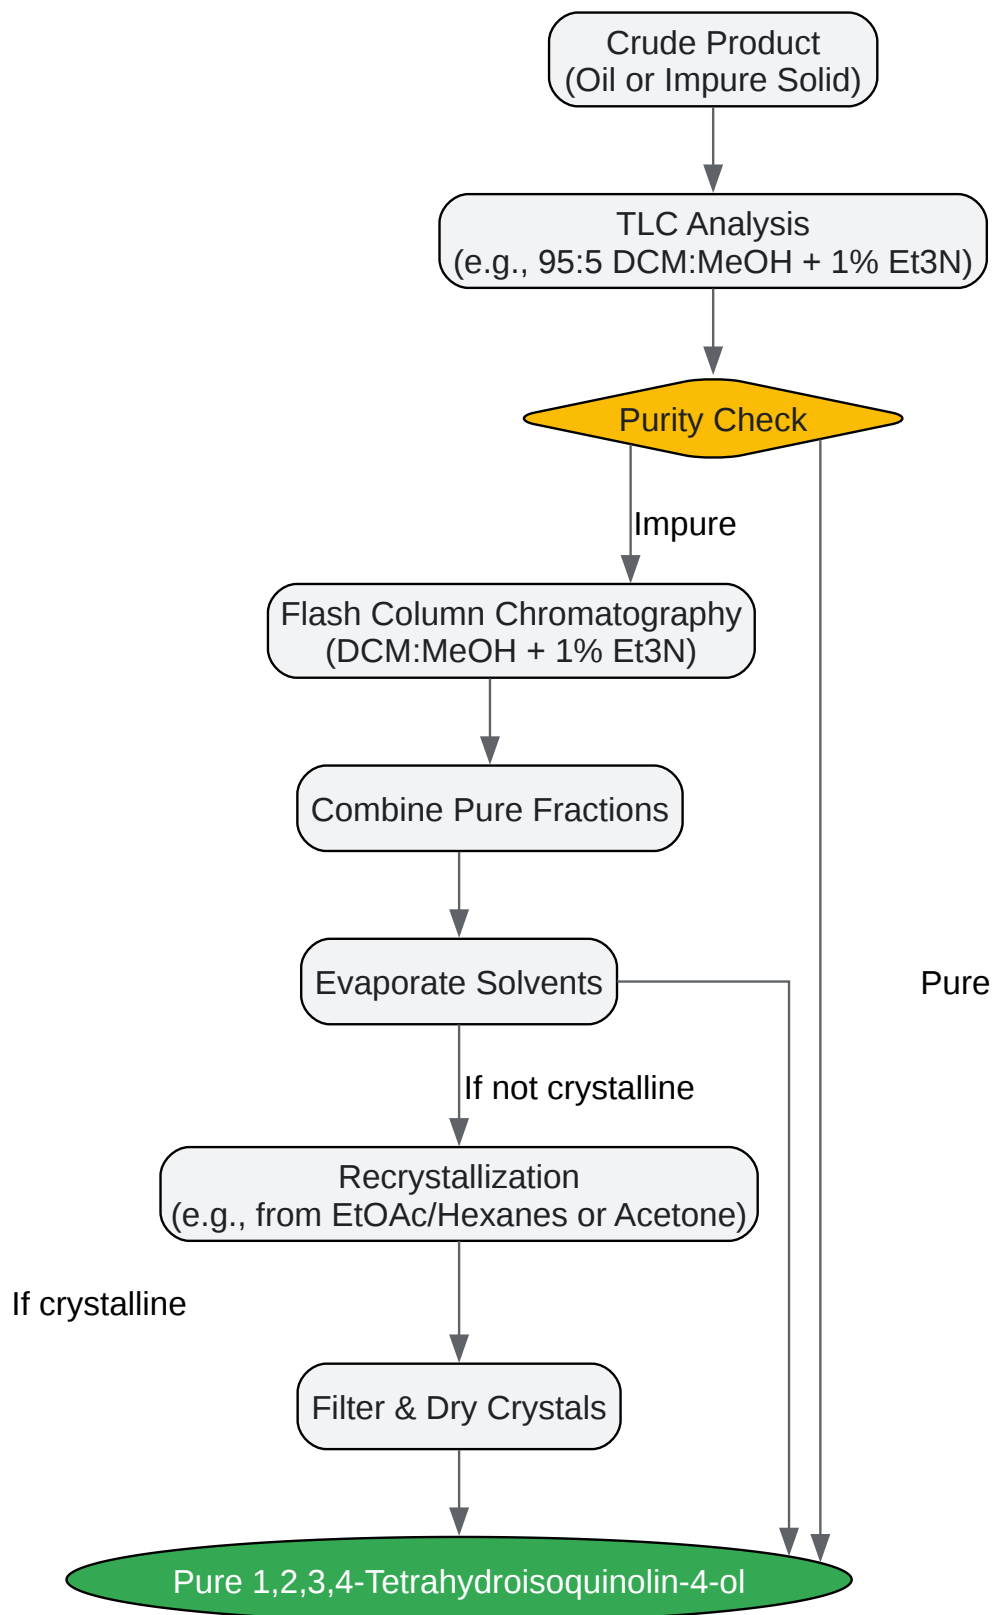 Crude Product
(Oil or Impure Solid)
TLC Analysis
(e.g., 95:5 DCM:MeOH + 1% Et3N)
Purity Check
Impure
Flash Column Chromatography
(DCM:MeOH + 1% Et3N)
Combine Pure Fractions
Evaporate Solvents
Pure
If not crystalline
Recrystallization
(e.g., from EtOAc/Hexanes or Acetone)
If crystalline
Filter & Dry Crystals
Pure 1,2,3,4-Tetrahydroisoquinolin-4-ol